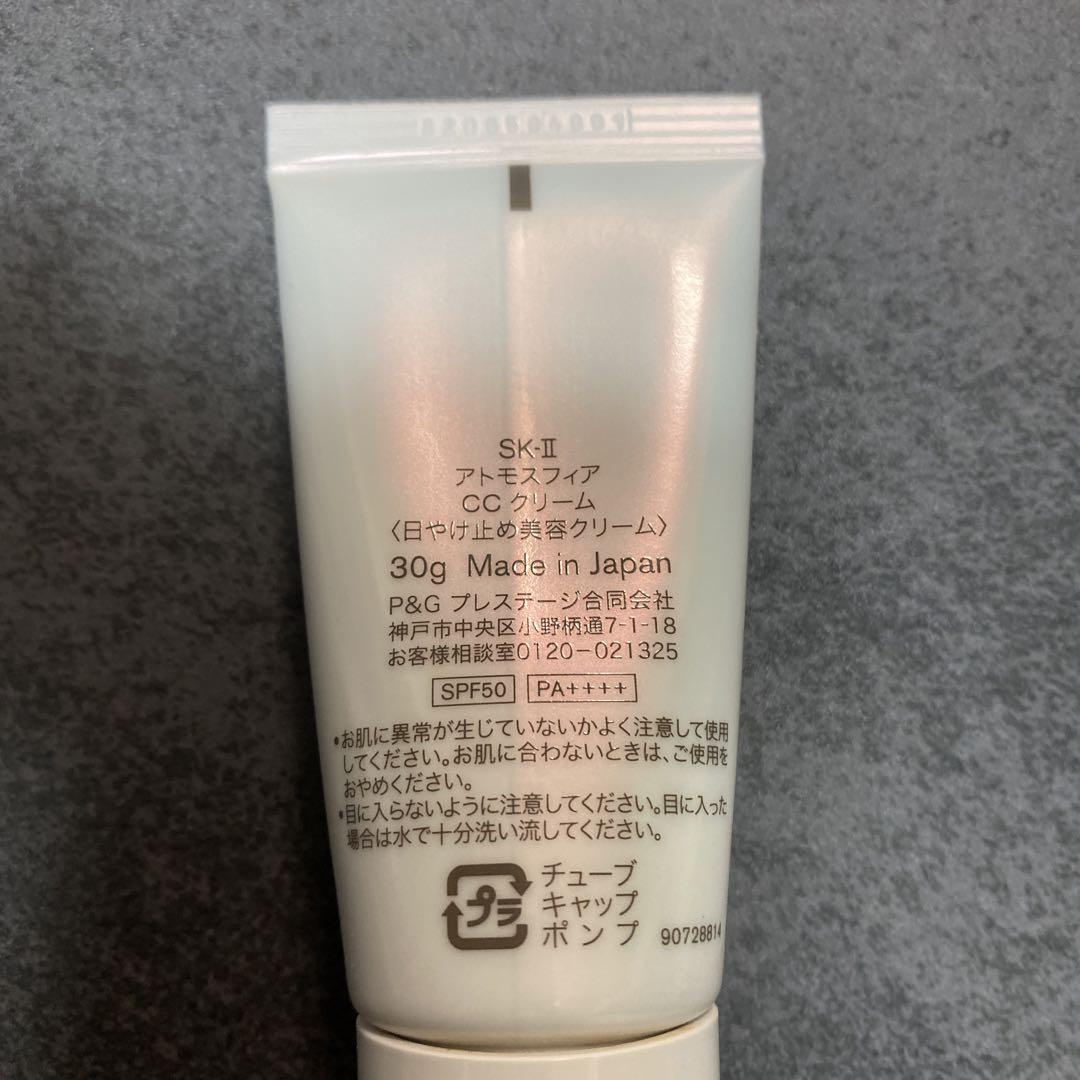 SK-Ⅱ
アトモスフィア
CC クリーム
〈日やけ止め美容クリーム〉
30g Made in Japan
P&G プレステージ合同会社
神戸市中央区小野柄通7-1-18
お客様相談室0120-021325
SPF50 PA++++
•お肌に異常が生じていないかよく注意して使用
してください。お肌に合わないときは、ご使用を
おやめください。
•目に入らないように注意してください。目に入った
場合は水で十分洗い流してください。
プラ
チューブ
キャップ
ポンプ
90728814